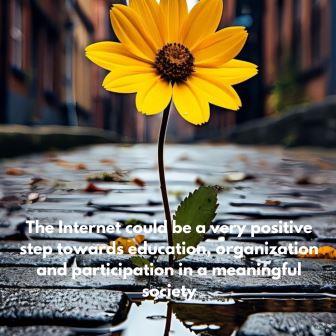 The Internet could be a very positive
step towards education, organization
and participation in a meaningful
society.